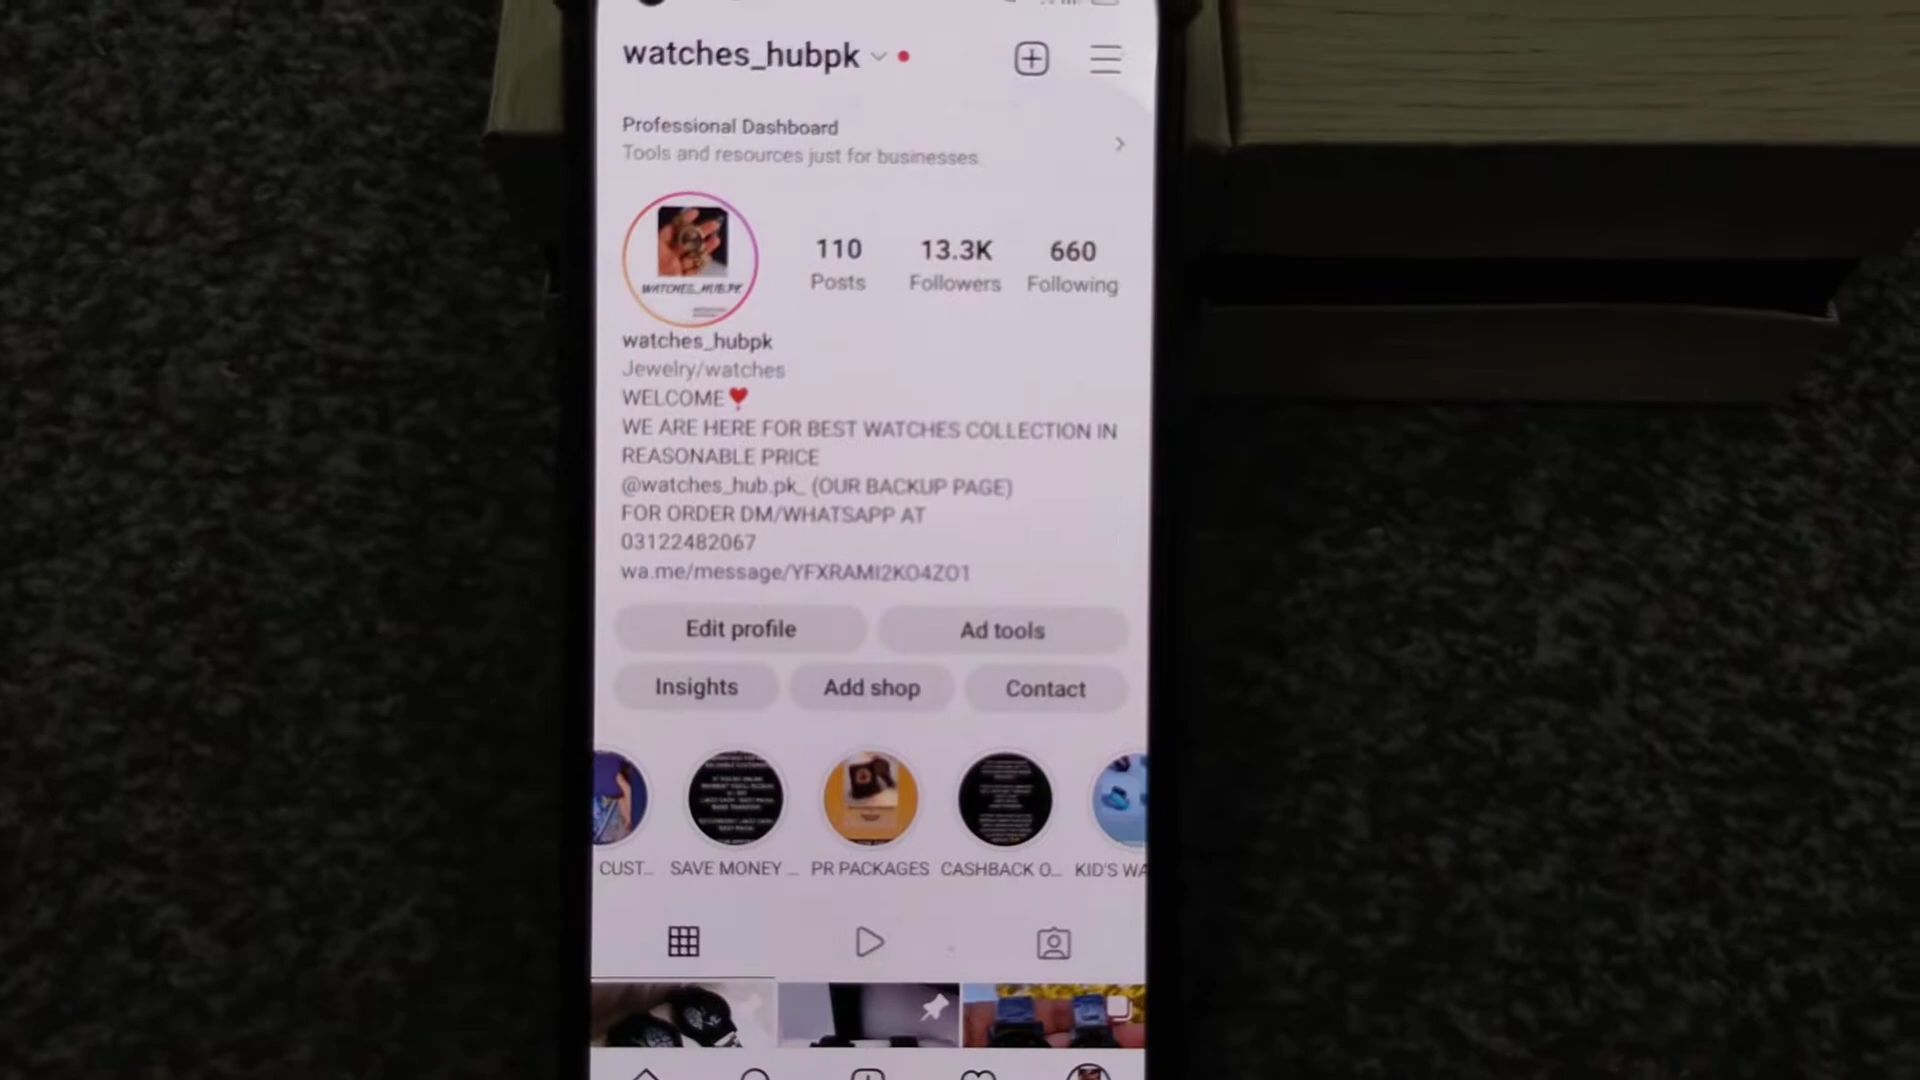 watches_hubpk
Professional Dashboard
Tools and resources just for businesses
110
13.3K
660
Posts
Followers
Following
WATCHES_HUB.PK
watches_hubpk
Jewelry/watches
WELCOME❣️
WE ARE HERE FOR BEST WATCHES COLLECTION IN
REASONABLE PRICE
@watches_hub.pk_ (OUR BACKUP PAGE)
FOR ORDER DM/WHATSAPP AT
03122482067
wa.me/message/YFXRAMI2KO4ZO1
Edit profile
Ad tools
Insights
Add shop
Contact
CUST...
SAVE MONEY ...
PR PACKAGES
CASHBACK O...
KID'S WA